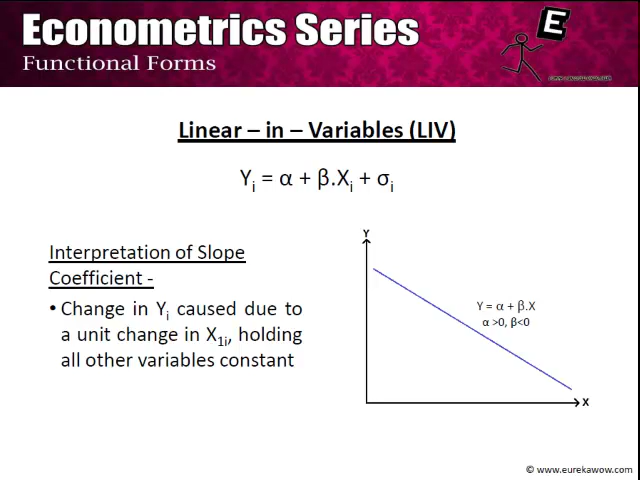 Econometrics Series
Functional Forms
E
Linear – in – Variables (LIV)
Yᵢ = α + β.Xᵢ + σᵢ
Interpretation of Slope
Coefficient -
• Change in Yᵢ caused due to
a unit change in X₁ᵢ, holding
all other variables constant
Y
Y = α + β.X
α >0, β<0
X
© www.eurekawow.com